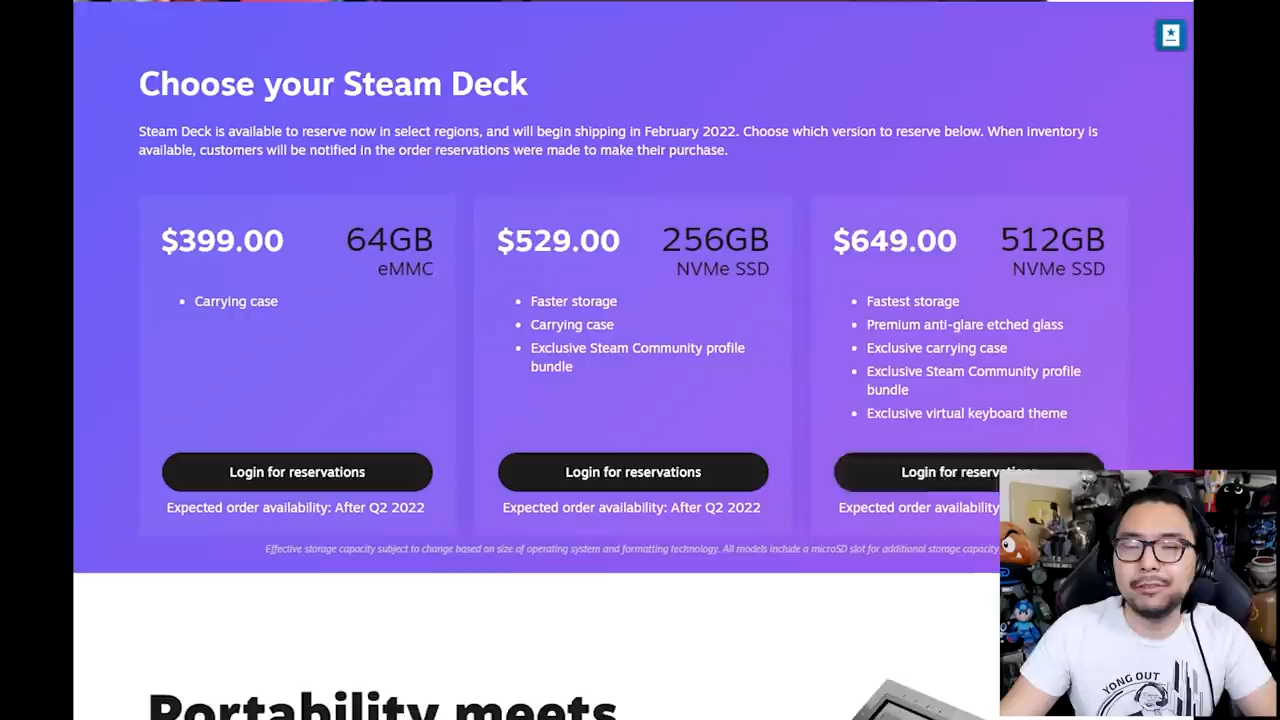 Choose your Steam Deck
Steam Deck is available to reserve now in select regions, and will begin shipping in February 2022. Choose which version to reserve below. When inventory is
available, customers will be notified in the order reservations were made to make their purchase.
$399.00 64GB
eMMC
Carrying case
Login for reservations
Expected order availability: After Q2 2022
$529.00 256GB
NVMe SSD
Faster storage
Carrying case
Exclusive Steam Community profile
bundle
Login for reservations
Expected order availability: After Q2 2022
$649.00 512GB
NVMe SSD
Fastest storage
Premium anti-glare etched glass
Exclusive carrying case
Exclusive Steam Community profile
bundle
Exclusive virtual keyboard theme
Login for reservations
Expected order availability
Effective storage capacity subject to change based on size of operating system and formatting technology. All models include a microSD slot for additional storage capacity
Portability meets
YONG OUT